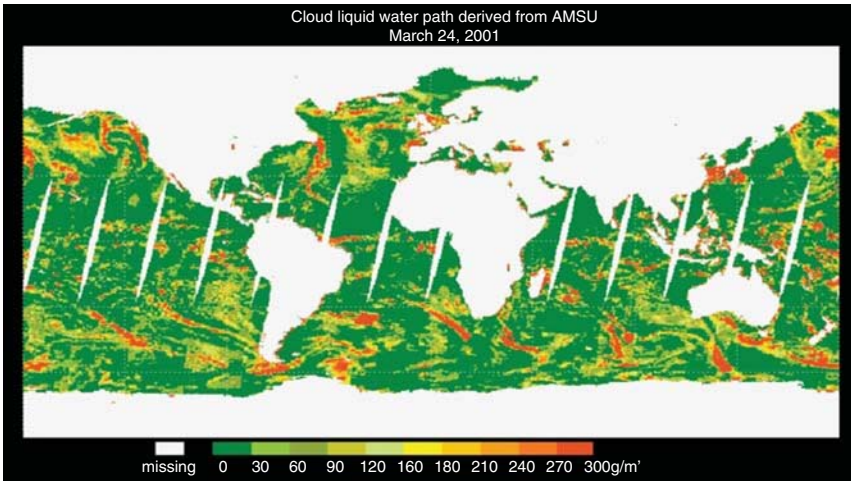 Cloud liquid water path derived from AMSU
March 24, 2001
missing 0 30 60 90 120 160 180 210 240 270 300g/m'